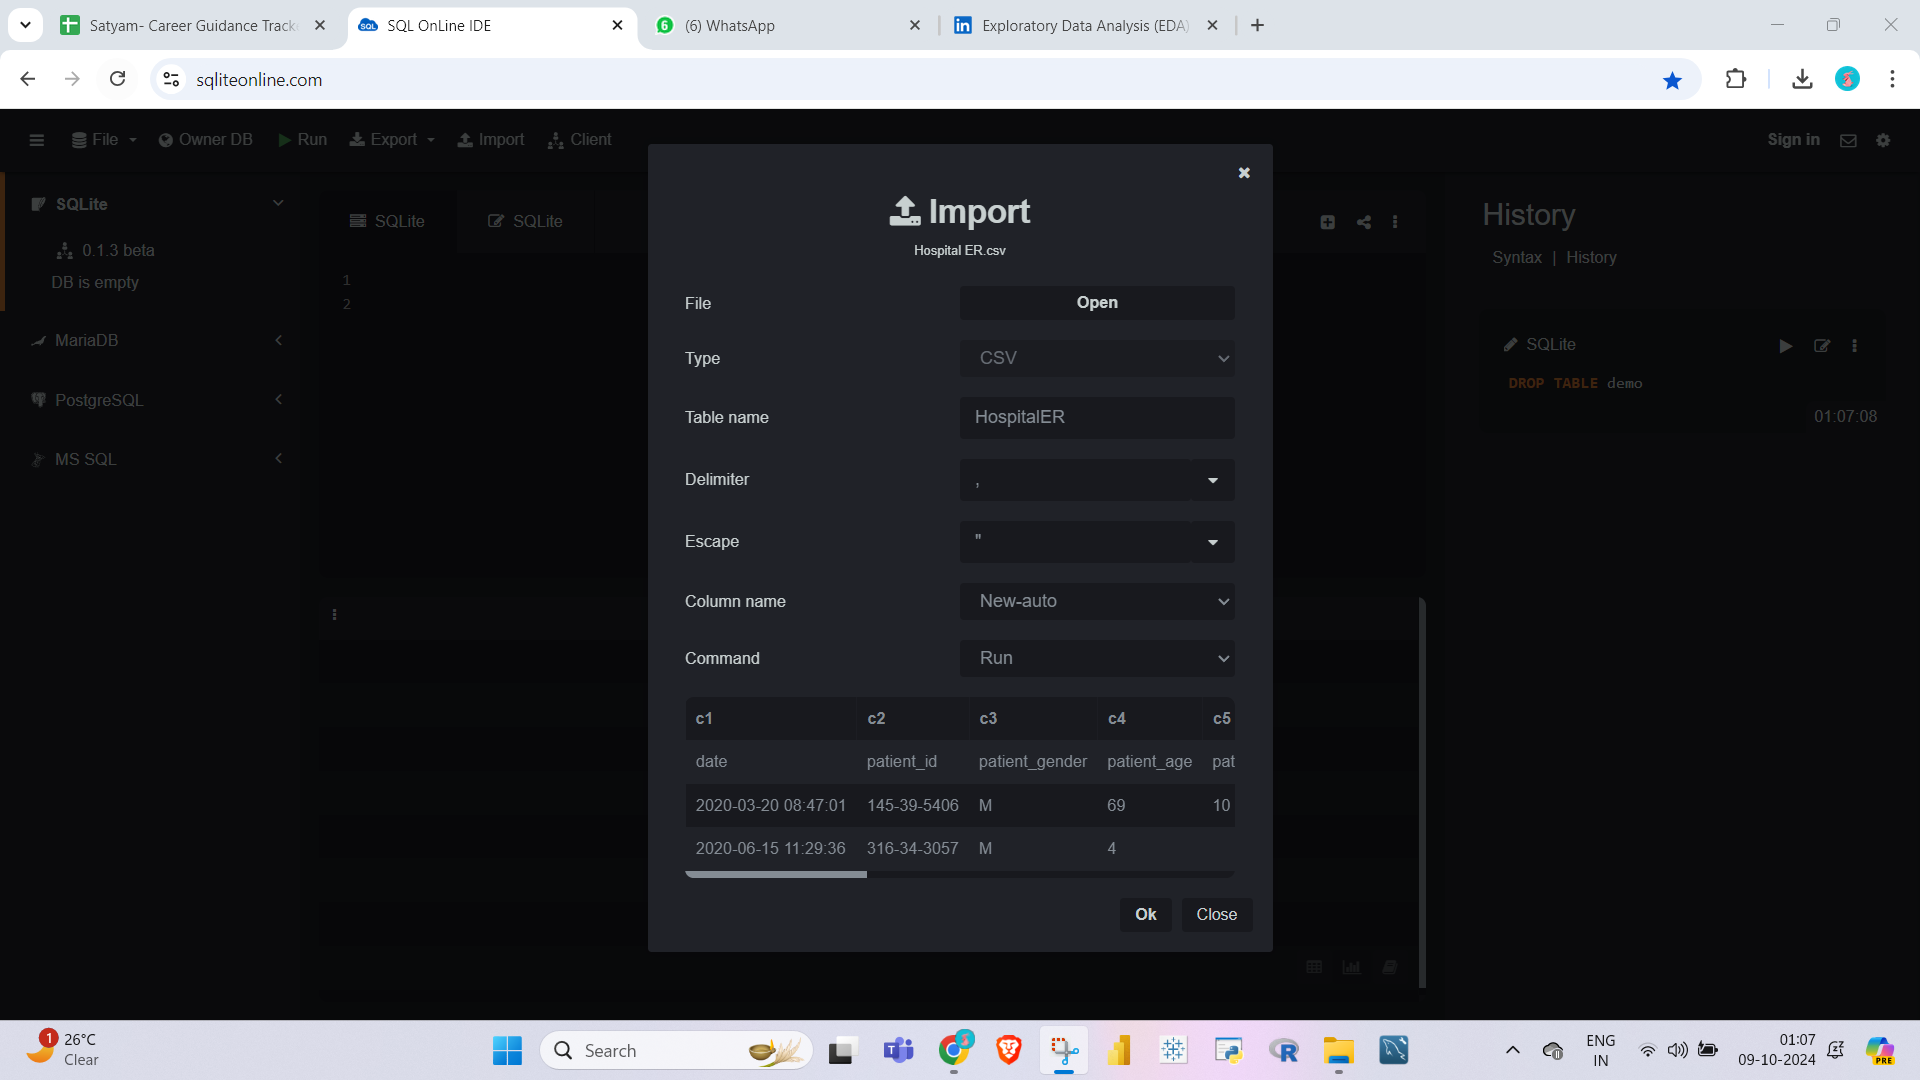 Satyam- Career Guidance Track
SQL OnLine IDE
(6) WhatsApp
Exploratory Data Analysis (EDA)
sqliteonline.com
File
Owner DB
Run
Export
Import
Client
Sign in
SQLite
0.1.3 beta
DB is empty
MariaDB
PostgreSQL
MS SQL
SQLite
SQLite
1
2
Import
Hospital ER.csv
File
Open
Type
CSV
Table name
HospitalER
Delimiter
,
Escape
"
Column name
New-auto
Command
Run
c1 c2 c3 c4 c5
date patient_id patient_gender patient_age pat
2020-03-20 08:47:01 145-39-5406 M 69 10
2020-06-15 11:29:36 316-34-3057 M 4
Ok
Close
History
Syntax | History
SQLite
DROP TABLE demo
01:07:08
1
26°C
Clear
Search
ENG
IN
01:07
09-10-2024
PRE